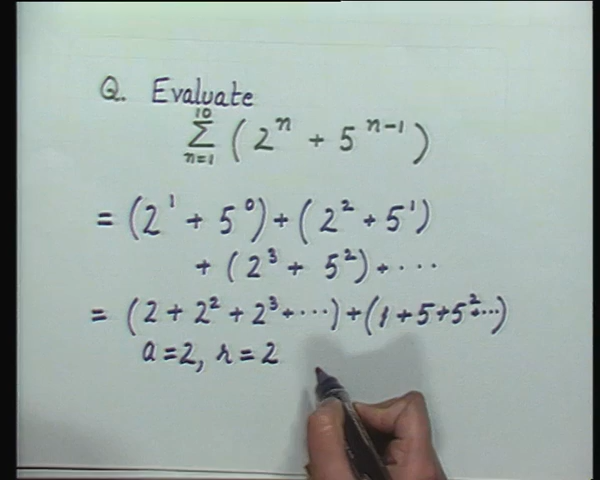 Q. Evaluate
10
∑ (2ⁿ + 5ⁿ⁻¹)
n=1
= (2¹ + 5⁰) + (2² + 5¹)
+ (2³ + 5²) + ...
= (2 + 2² + 2³ + ...) + (1 + 5 + 5² + ...)
a = 2, r = 2